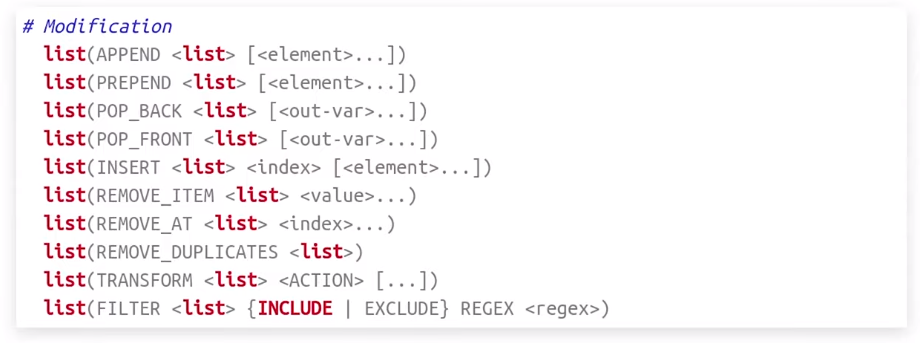 # Modification
list(APPEND <list> [<element>...])
list(PREPEND <list> [<element>...])
list(POP_BACK <list> [<out-var>...])
list(POP_FRONT <list> [<out-var>...])
list(INSERT <list> <index> [<element>...])
list(REMOVE_ITEM <list> <value>...)
list(REMOVE_AT <list> <index>...)
list(REMOVE_DUPLICATES <list>)
list(TRANSFORM <list> <ACTION> [...])
list(FILTER <list> {INCLUDE | EXCLUDE} REGEX <regex>)